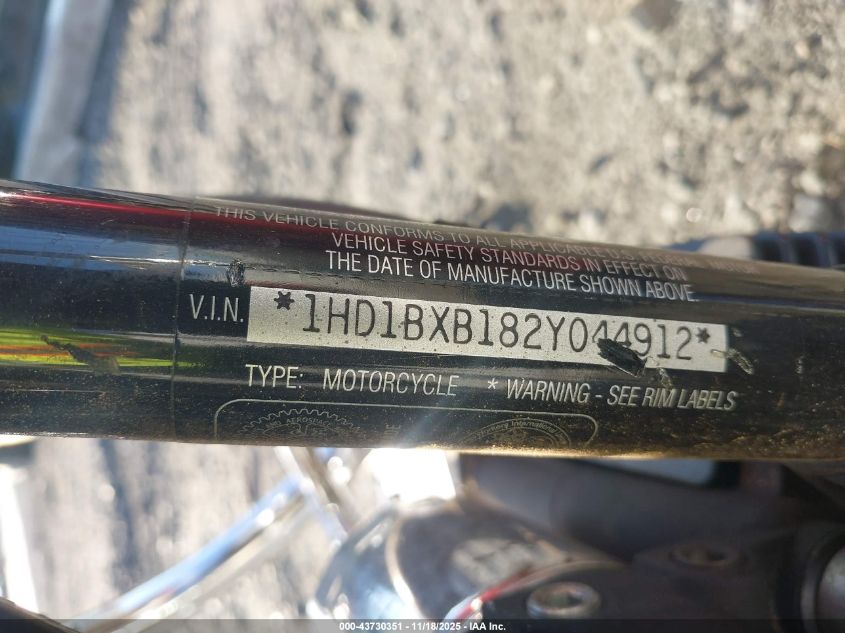 THIS VEHICLE CONFORMS TO ALL
VEHICLE SAFETY STANDARDS IN EFFECT ON
THE DATE OF MANUFACTURE SHOWN ABOVE
V.I.N. *1HD1BXB182Y044912*
TYPE: MOTORCYCLE * WARNING - SEE RIM LABELS
000-43730351 - 11/18/2025 - IAA Inc.